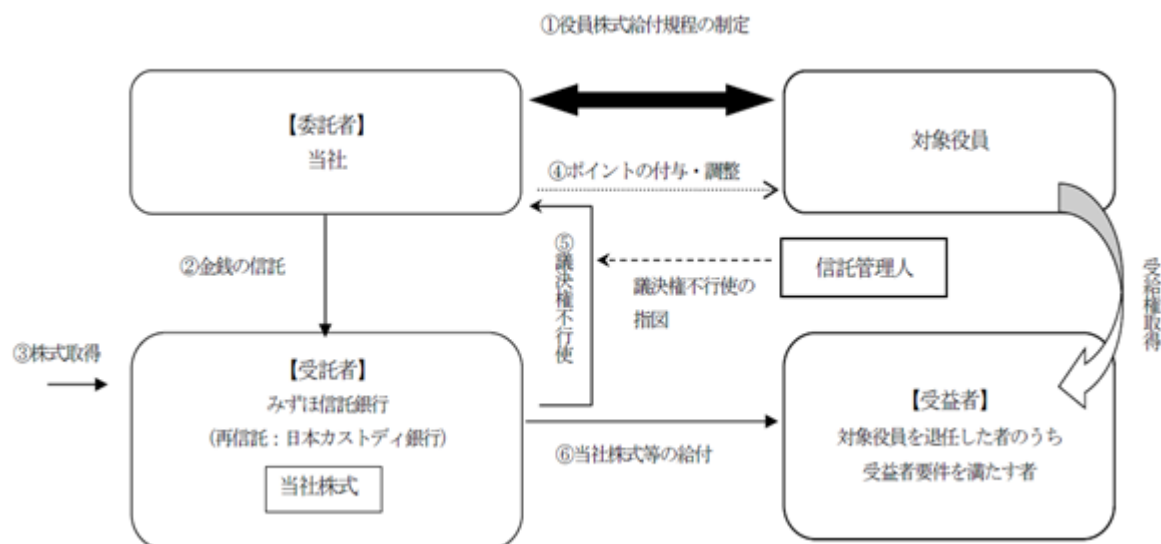 ①役員株式給付規程の制定
【委託者】
当社
対象役員
④ポイントの付与・調整
②金銭の信託
⑤議決権不行使
信託管理人
議決権不行使の
指図
受給権取得
③株式取得
【受託者】
みずほ信託銀行
(再信託：日本カストディ銀行)
当社株式
⑥当社株式等の給付
【受益者】
対象役員を退任した者のうち
受益者要件を満たす者